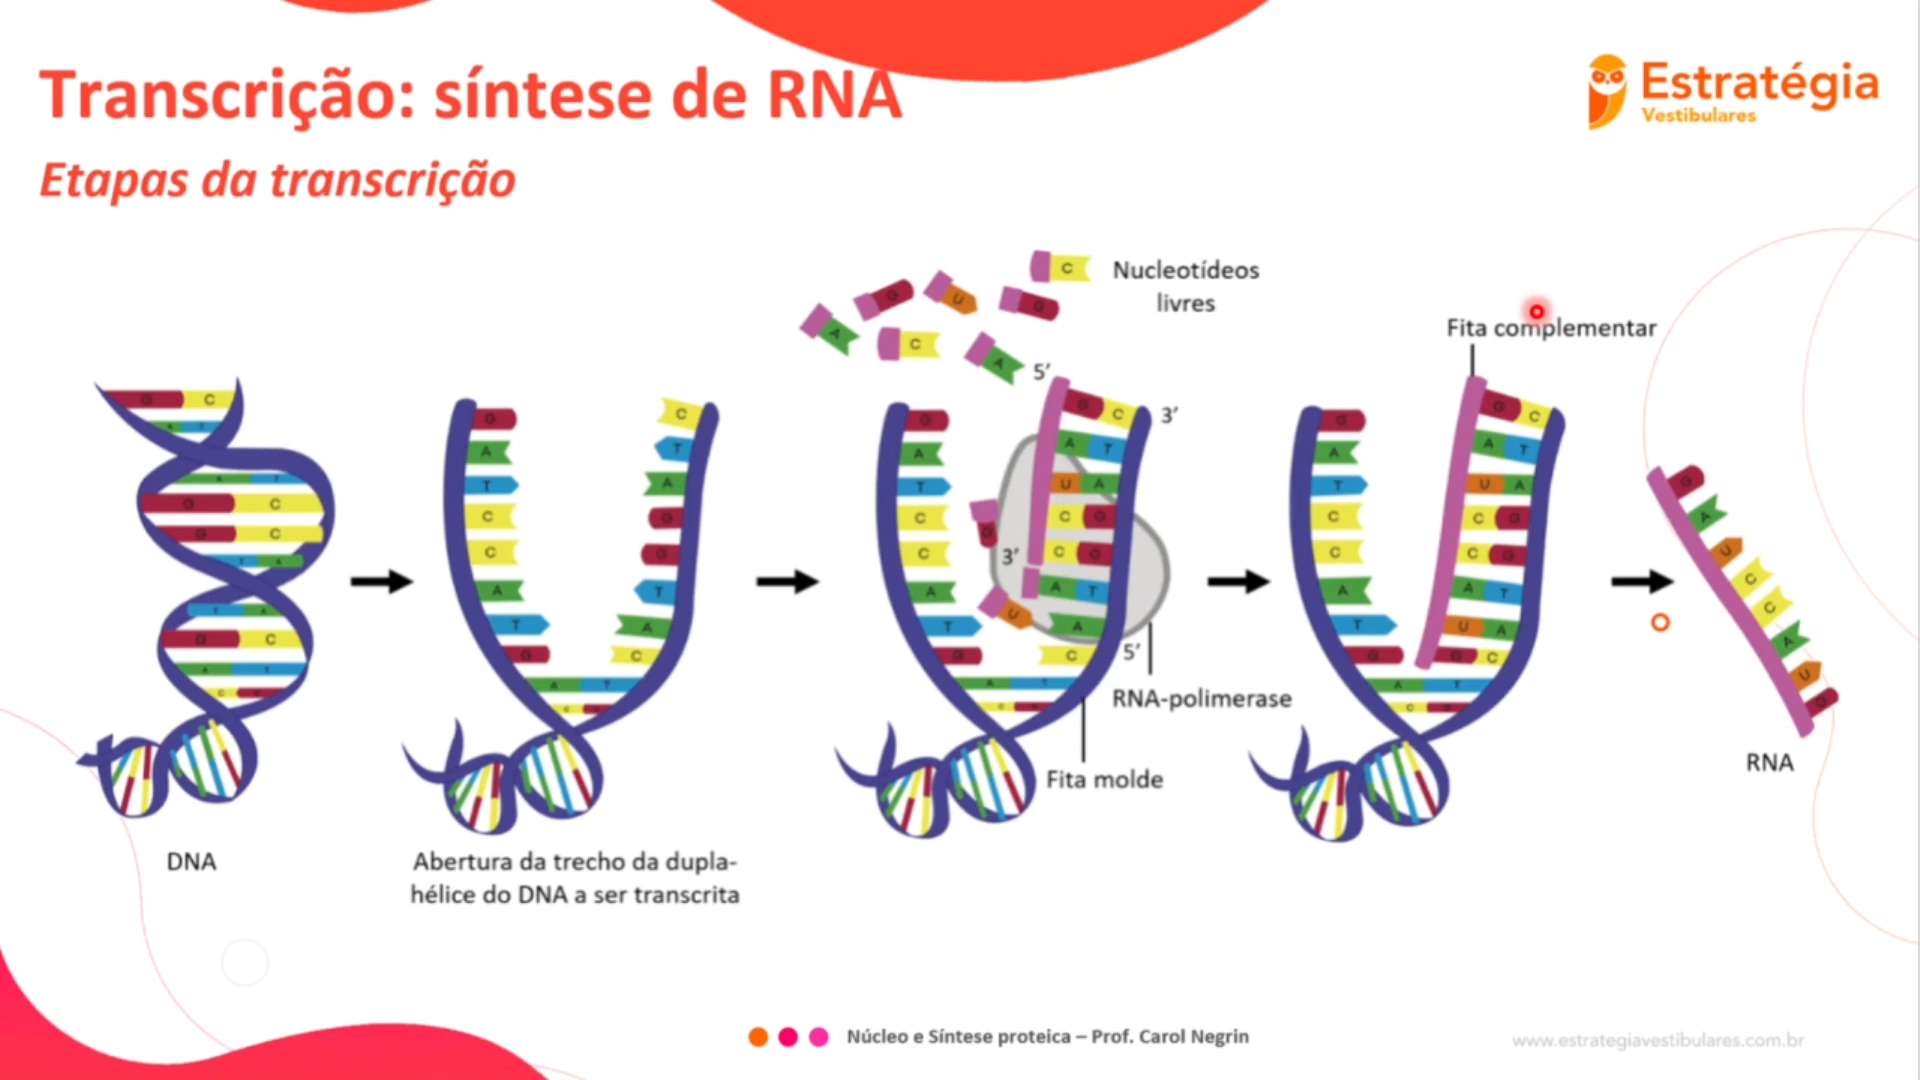 Transcrição: síntese de RNA
Etapas da transcrição
Estratégia
Vestibulares
Nucleotídeos
livres
C
G
U
G
A
C
A
5'
3'
Fita complementar
G C
A T
A T
G C
G C
T A
T A
G C
A T
C
G
A
T
C
C
A
T
G
C
T
A
G
G
T
A
C
A T
C
G
A
T
C
C
A
T
G
G C
A T
U A
C G
C G
A T
A
C
G
U
3'
5'
A T
C
RNA-polimerase
Fita molde
G
A
T
C
C
A
T
G
G C
A T
U A
C G
C G
A T
U A
G C
A T
C
G
A
U
C
C
A
U
G
RNA
DNA
Abertura da trecho da dupla-
hélice do DNA a ser transcrita
Núcleo e Síntese proteica – Prof. Carol Negrin
www.estrategiavestibulares.com.br